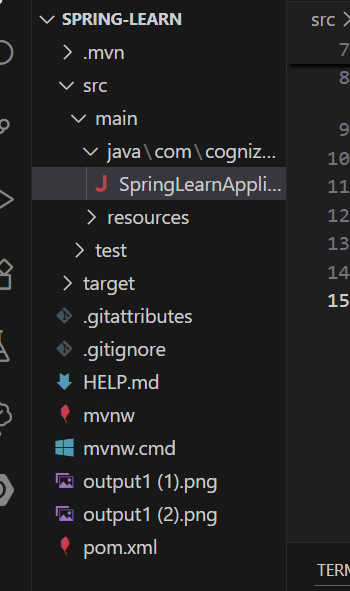 SPRING-LEARN
.mvn
src
main
java\com\cogniz...
SpringLearnAppli...
resources
test
target
.gitattributes
.gitignore
HELP.md
mvnw
mvnw.cmd
output1 (1).png
output1 (2).png
pom.xml
src
7
8
9
10
11
12
13
14
15
TERM